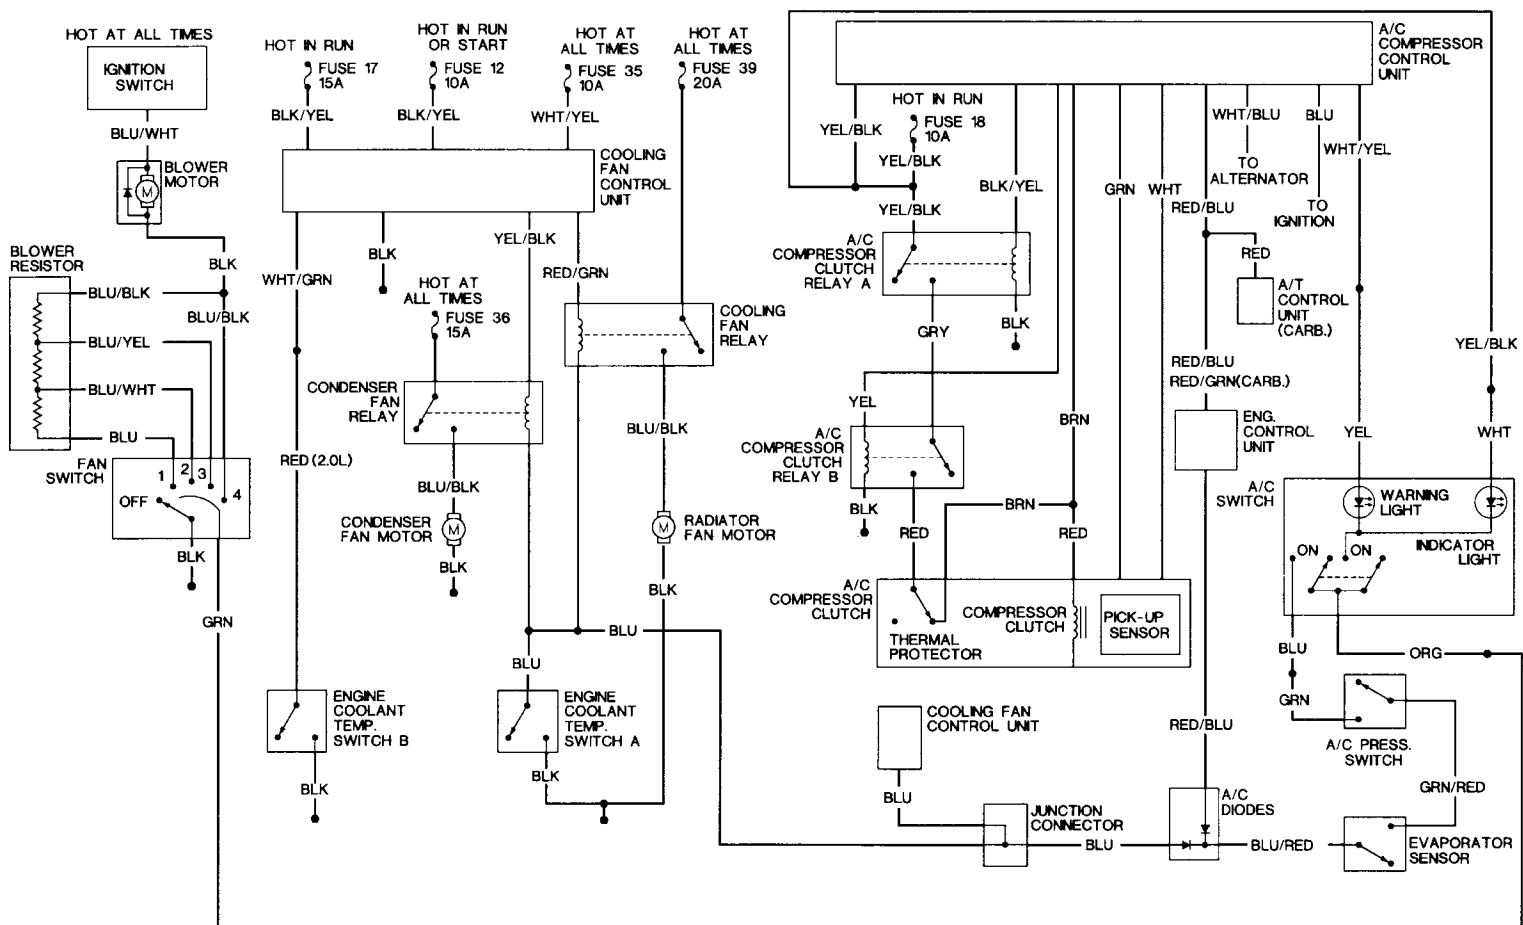 HOT AT ALL TIMES
IGNITION
SWITCH
BLU/WHT
BLOWER
MOTOR
M
BLOWER
RESISTOR
BLK
BLU/BLK
BLU/BLK
BLU/YEL
BLU/WHT
BLU
FAN
SWITCH
1
2
3
4
OFF
BLK
GRN
HOT IN RUN
FUSE 17
15A
BLK/YEL
HOT IN RUN
OR START
FUSE 12
10A
BLK/YEL
HOT AT
ALL TIMES
FUSE 35
10A
WHT/YEL
HOT AT
ALL TIMES
FUSE 39
20A
COOLING
FAN
CONTROL
UNIT
WHT/GRN
BLK
YEL/BLK
RED/GRN
HOT AT
ALL TIMES
FUSE 36
15A
COOLING
FAN
RELAY
CONDENSER
FAN
RELAY
RED (2.0L)
BLU/BLK
BLU/BLK
CONDENSER
FAN MOTOR
M
M
RADIATOR
FAN MOTOR
BLK
BLK
BLU
BLU
ENGINE
COOLANT
TEMP.
SWITCH B
BLK
ENGINE
COOLANT
TEMP.
SWITCH A
BLK
A/C
COMPRESSOR
CONTROL
UNIT
YEL/BLK
HOT IN RUN
FUSE 18
10A
YEL/BLK
YEL/BLK
BLK/YEL
GRN
WHT
WHT/BLU
TO
ALTERNATOR
BLU
TO
IGNITION
WHT/YEL
RED/BLU
RED
A/T
CONTROL
UNIT
(CARB.)
A/C
COMPRESSOR
CLUTCH
RELAY A
GRY
BLK
YEL/BLK
RED/BLU
RED/GRN(CARB.)
YEL
BRN
A/C
COMPRESSOR
CLUTCH
RELAY B
BLK
RED
BRN
RED
ENG.
CONTROL
UNIT
YEL
WHT
A/C
SWITCH
WARNING
LIGHT
INDICATOR
LIGHT
ON
ON
A/C
COMPRESSOR
CLUTCH
THERMAL
PROTECTOR
COMPRESSOR
CLUTCH
PICK-UP
SENSOR
BLU
GRN
ORG
A/C PRESS.
SWITCH
GRN/RED
RED/BLU
COOLING FAN
CONTROL UNIT
BLU
JUNCTION
CONNECTOR
BLU
A/C
DIODES
BLU/RED
EVAPORATOR
SENSOR